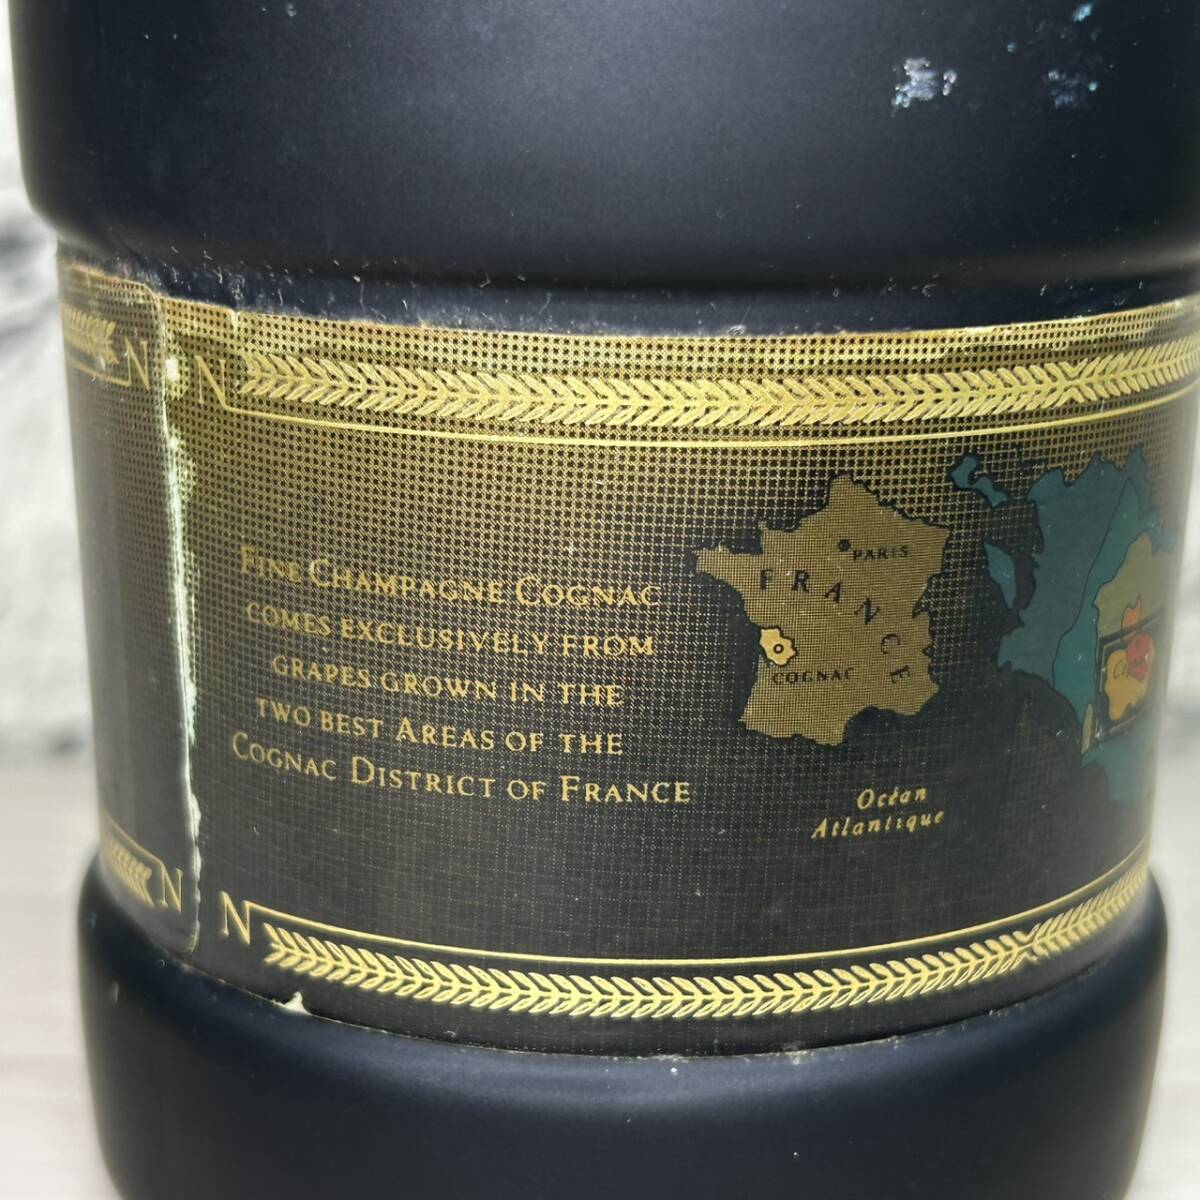 N N
FINE CHAMPAGNE COGNAC
COMES EXCLUSIVELY FROM
GRAPES GROWN IN THE
TWO BEST AREAS OF THE
COGNAC DISTRICT OF FRANCE
PARIS
FRANCE
COGNAC
Océan
Atlantique
N N